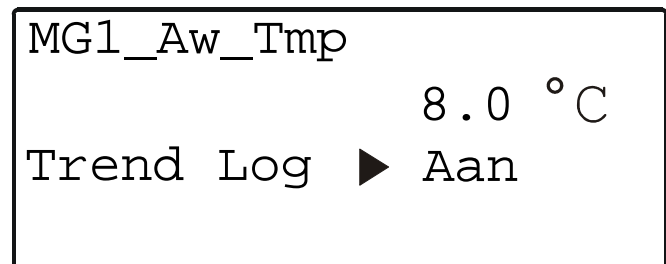 MG1_Aw_Tmp
8.0 °C
Trend Log ▶ Aan